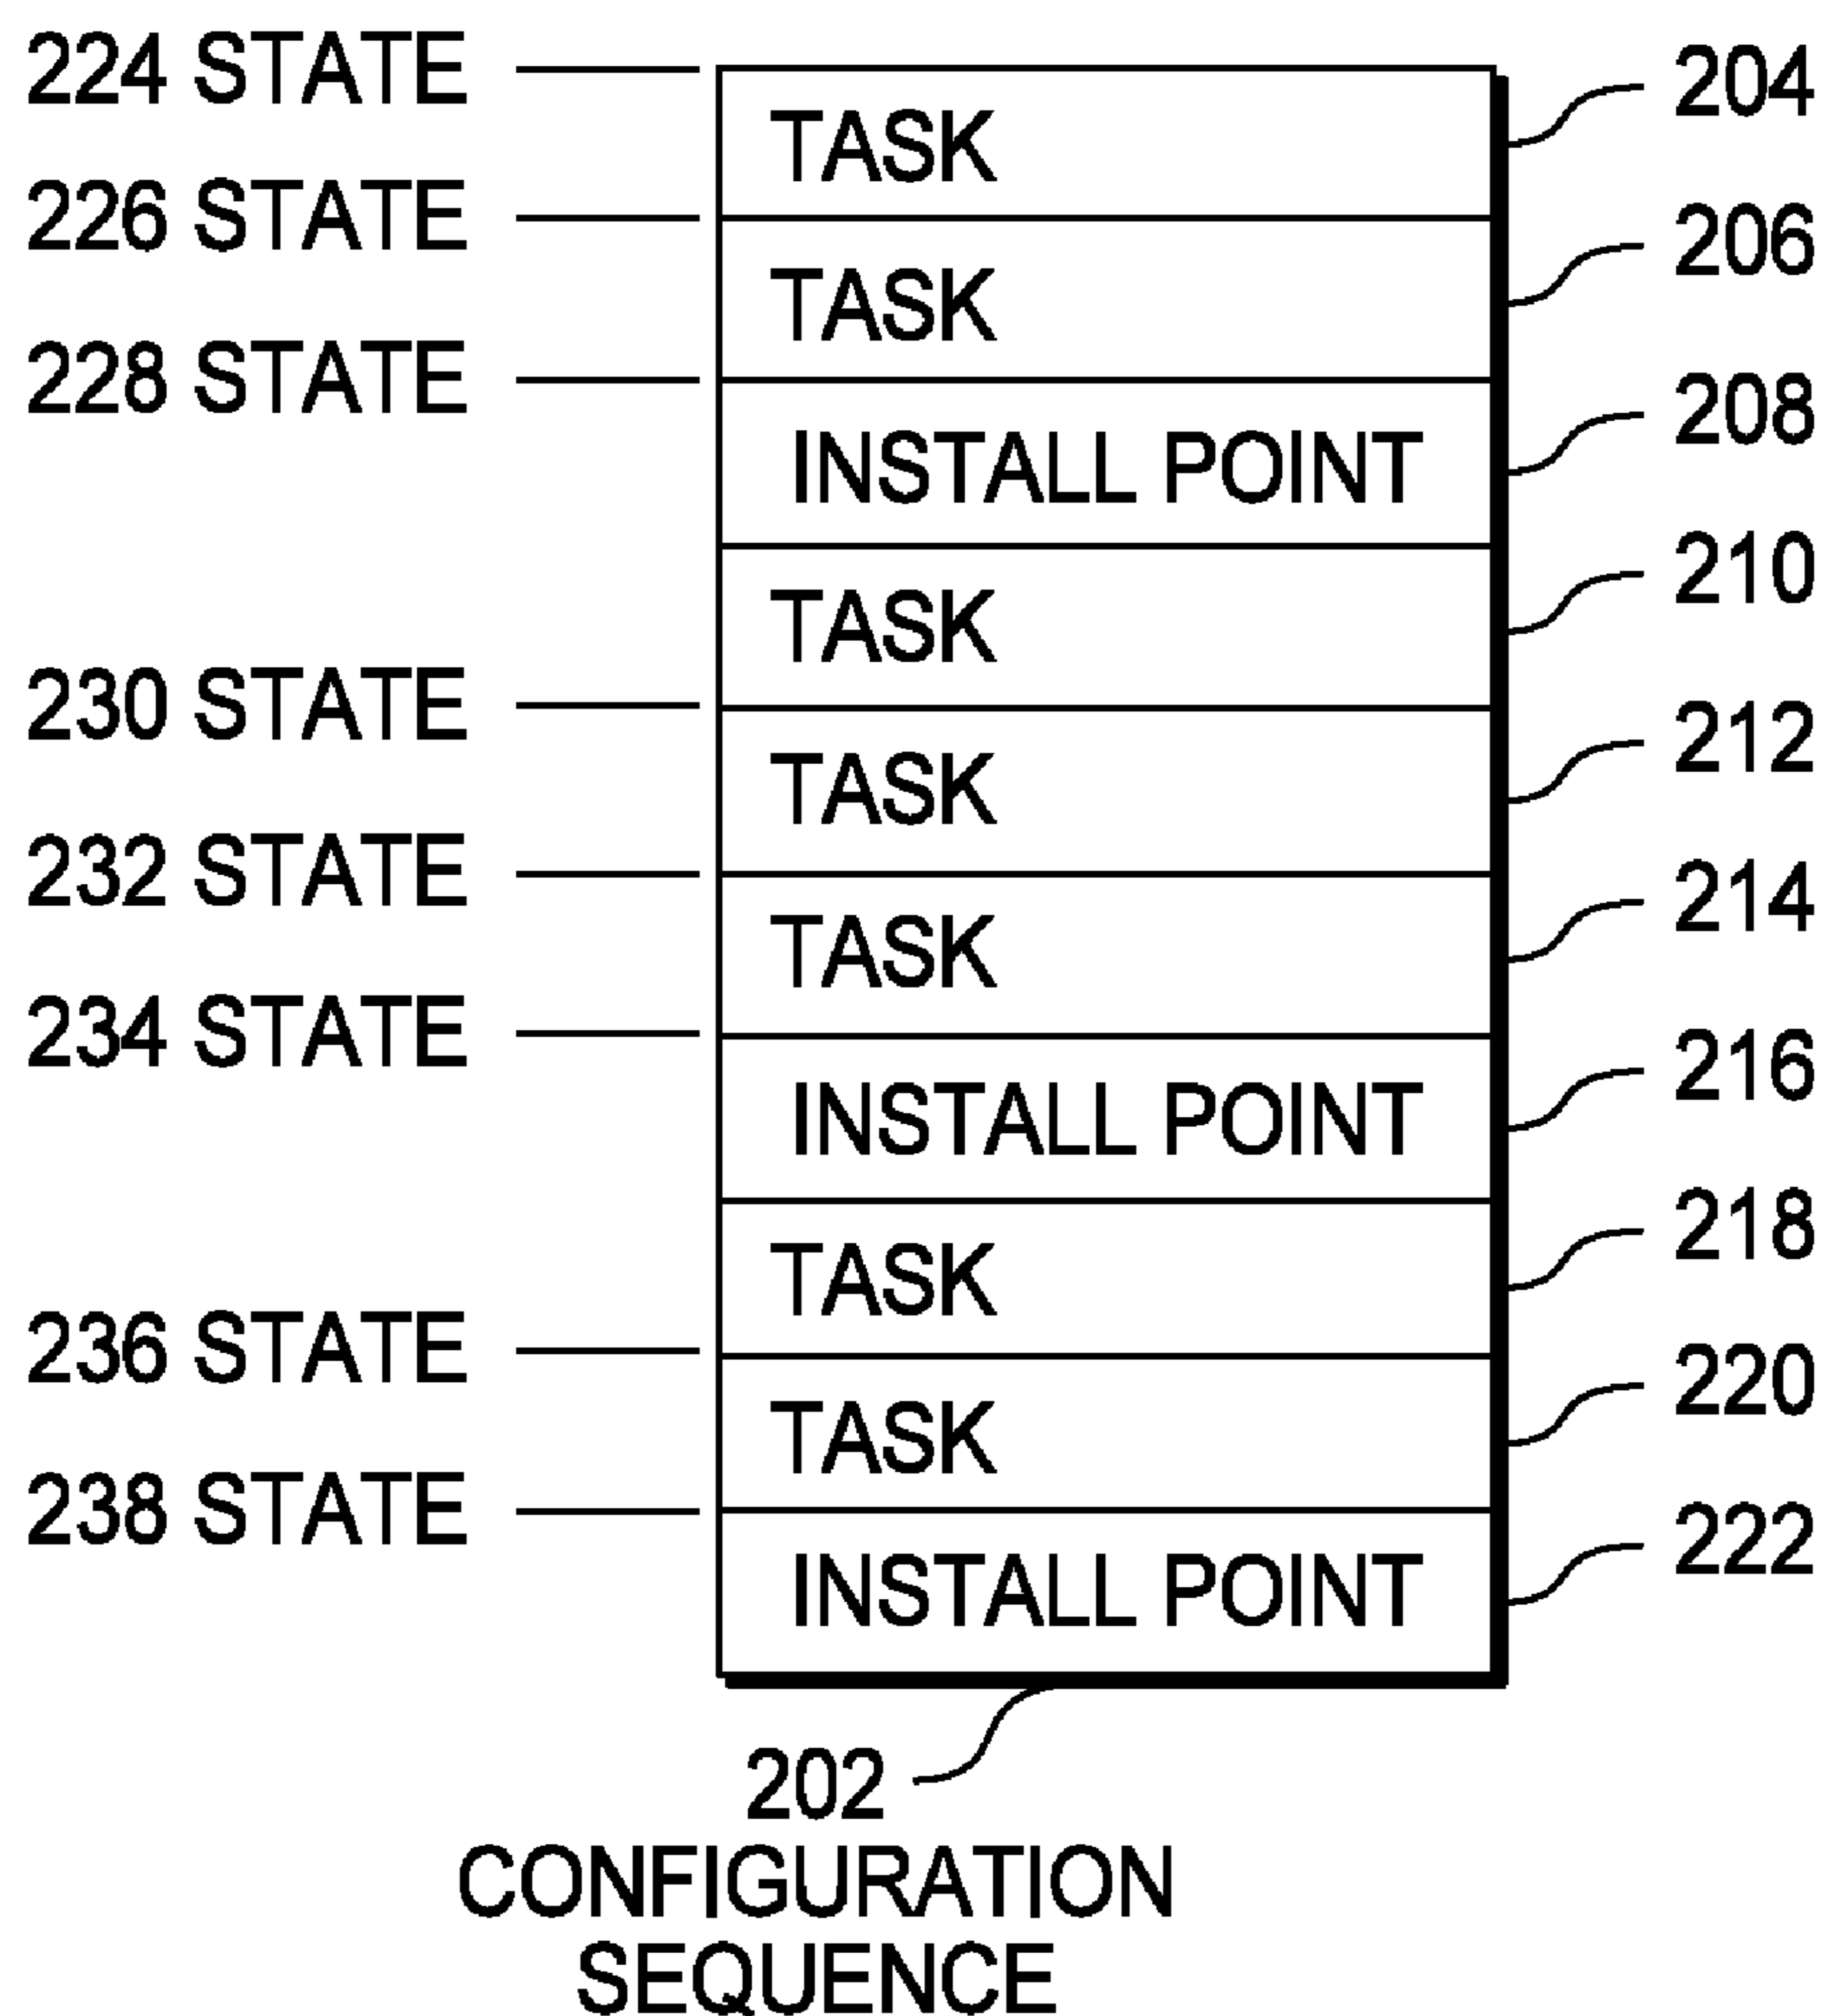 224 STATE
204
TASK
226 STATE
206
TASK
228 STATE
208
INSTALL POINT
210
TASK
230 STATE
212
TASK
232 STATE
214
TASK
234 STATE
216
INSTALL POINT
218
TASK
236 STATE
220
TASK
238 STATE
222
INSTALL POINT
202
CONFIGURATION
SEQUENCE